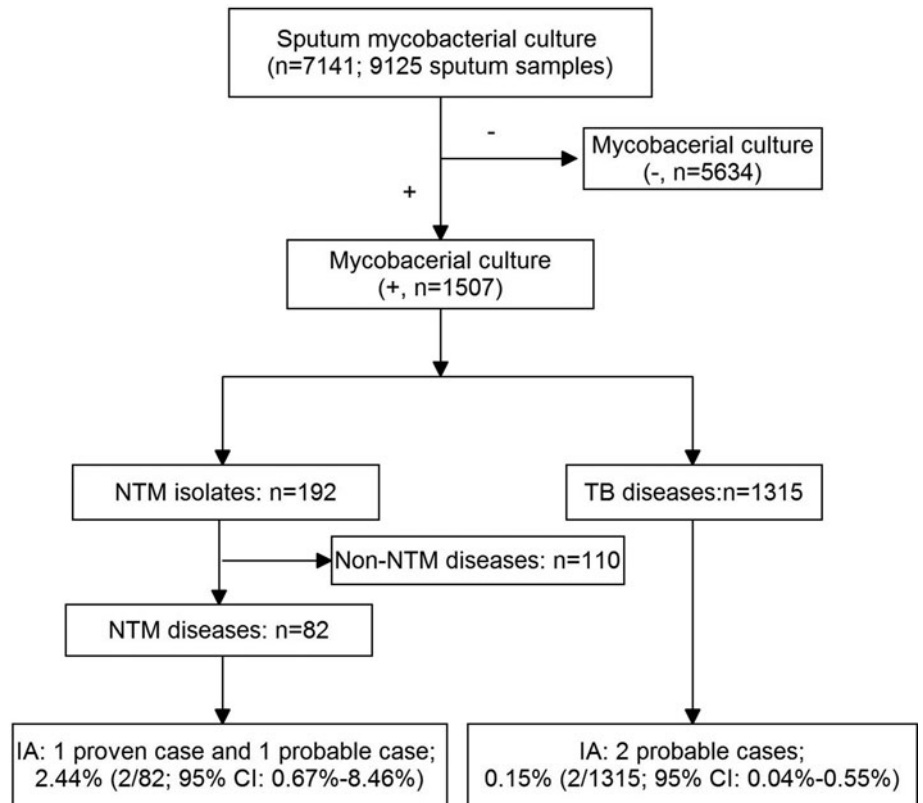 Sputum mycobacterial culture
(n=7141; 9125 sputum samples)
-
Mycobacerial culture
(-, n=5634)
+
Mycobacerial culture
(+, n=1507)
NTM isolates: n=192
TB diseases:n=1315
Non-NTM diseases: n=110
NTM diseases: n=82
IA: 1 proven case and 1 probable case;
2.44% (2/82; 95% CI: 0.67%-8.46%)
IA: 2 probable cases;
0.15% (2/1315; 95% CI: 0.04%-0.55%)